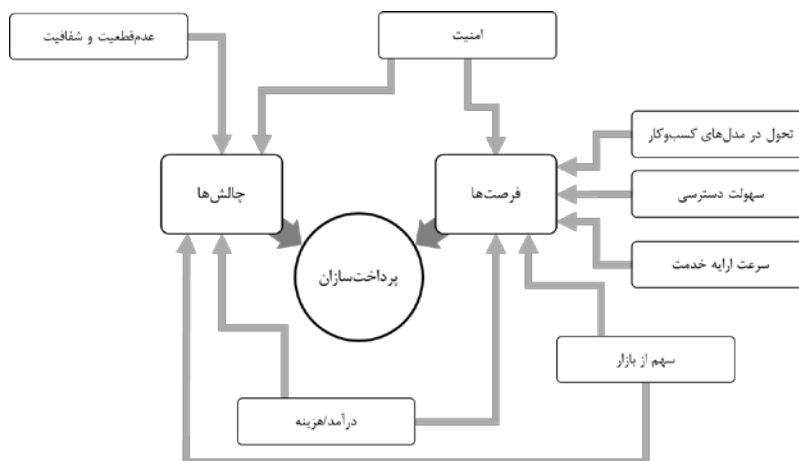 امنیت
عدم‌قطعیت و شفافیت
تحول در مدل‌های کسب‌وکار
فرصت‌ها
چالش‌ها
سهولت دسترسی
سرعت ارایه خدمت
پرداخت‌سازان
سهم از بازار
درآمد/هزینه